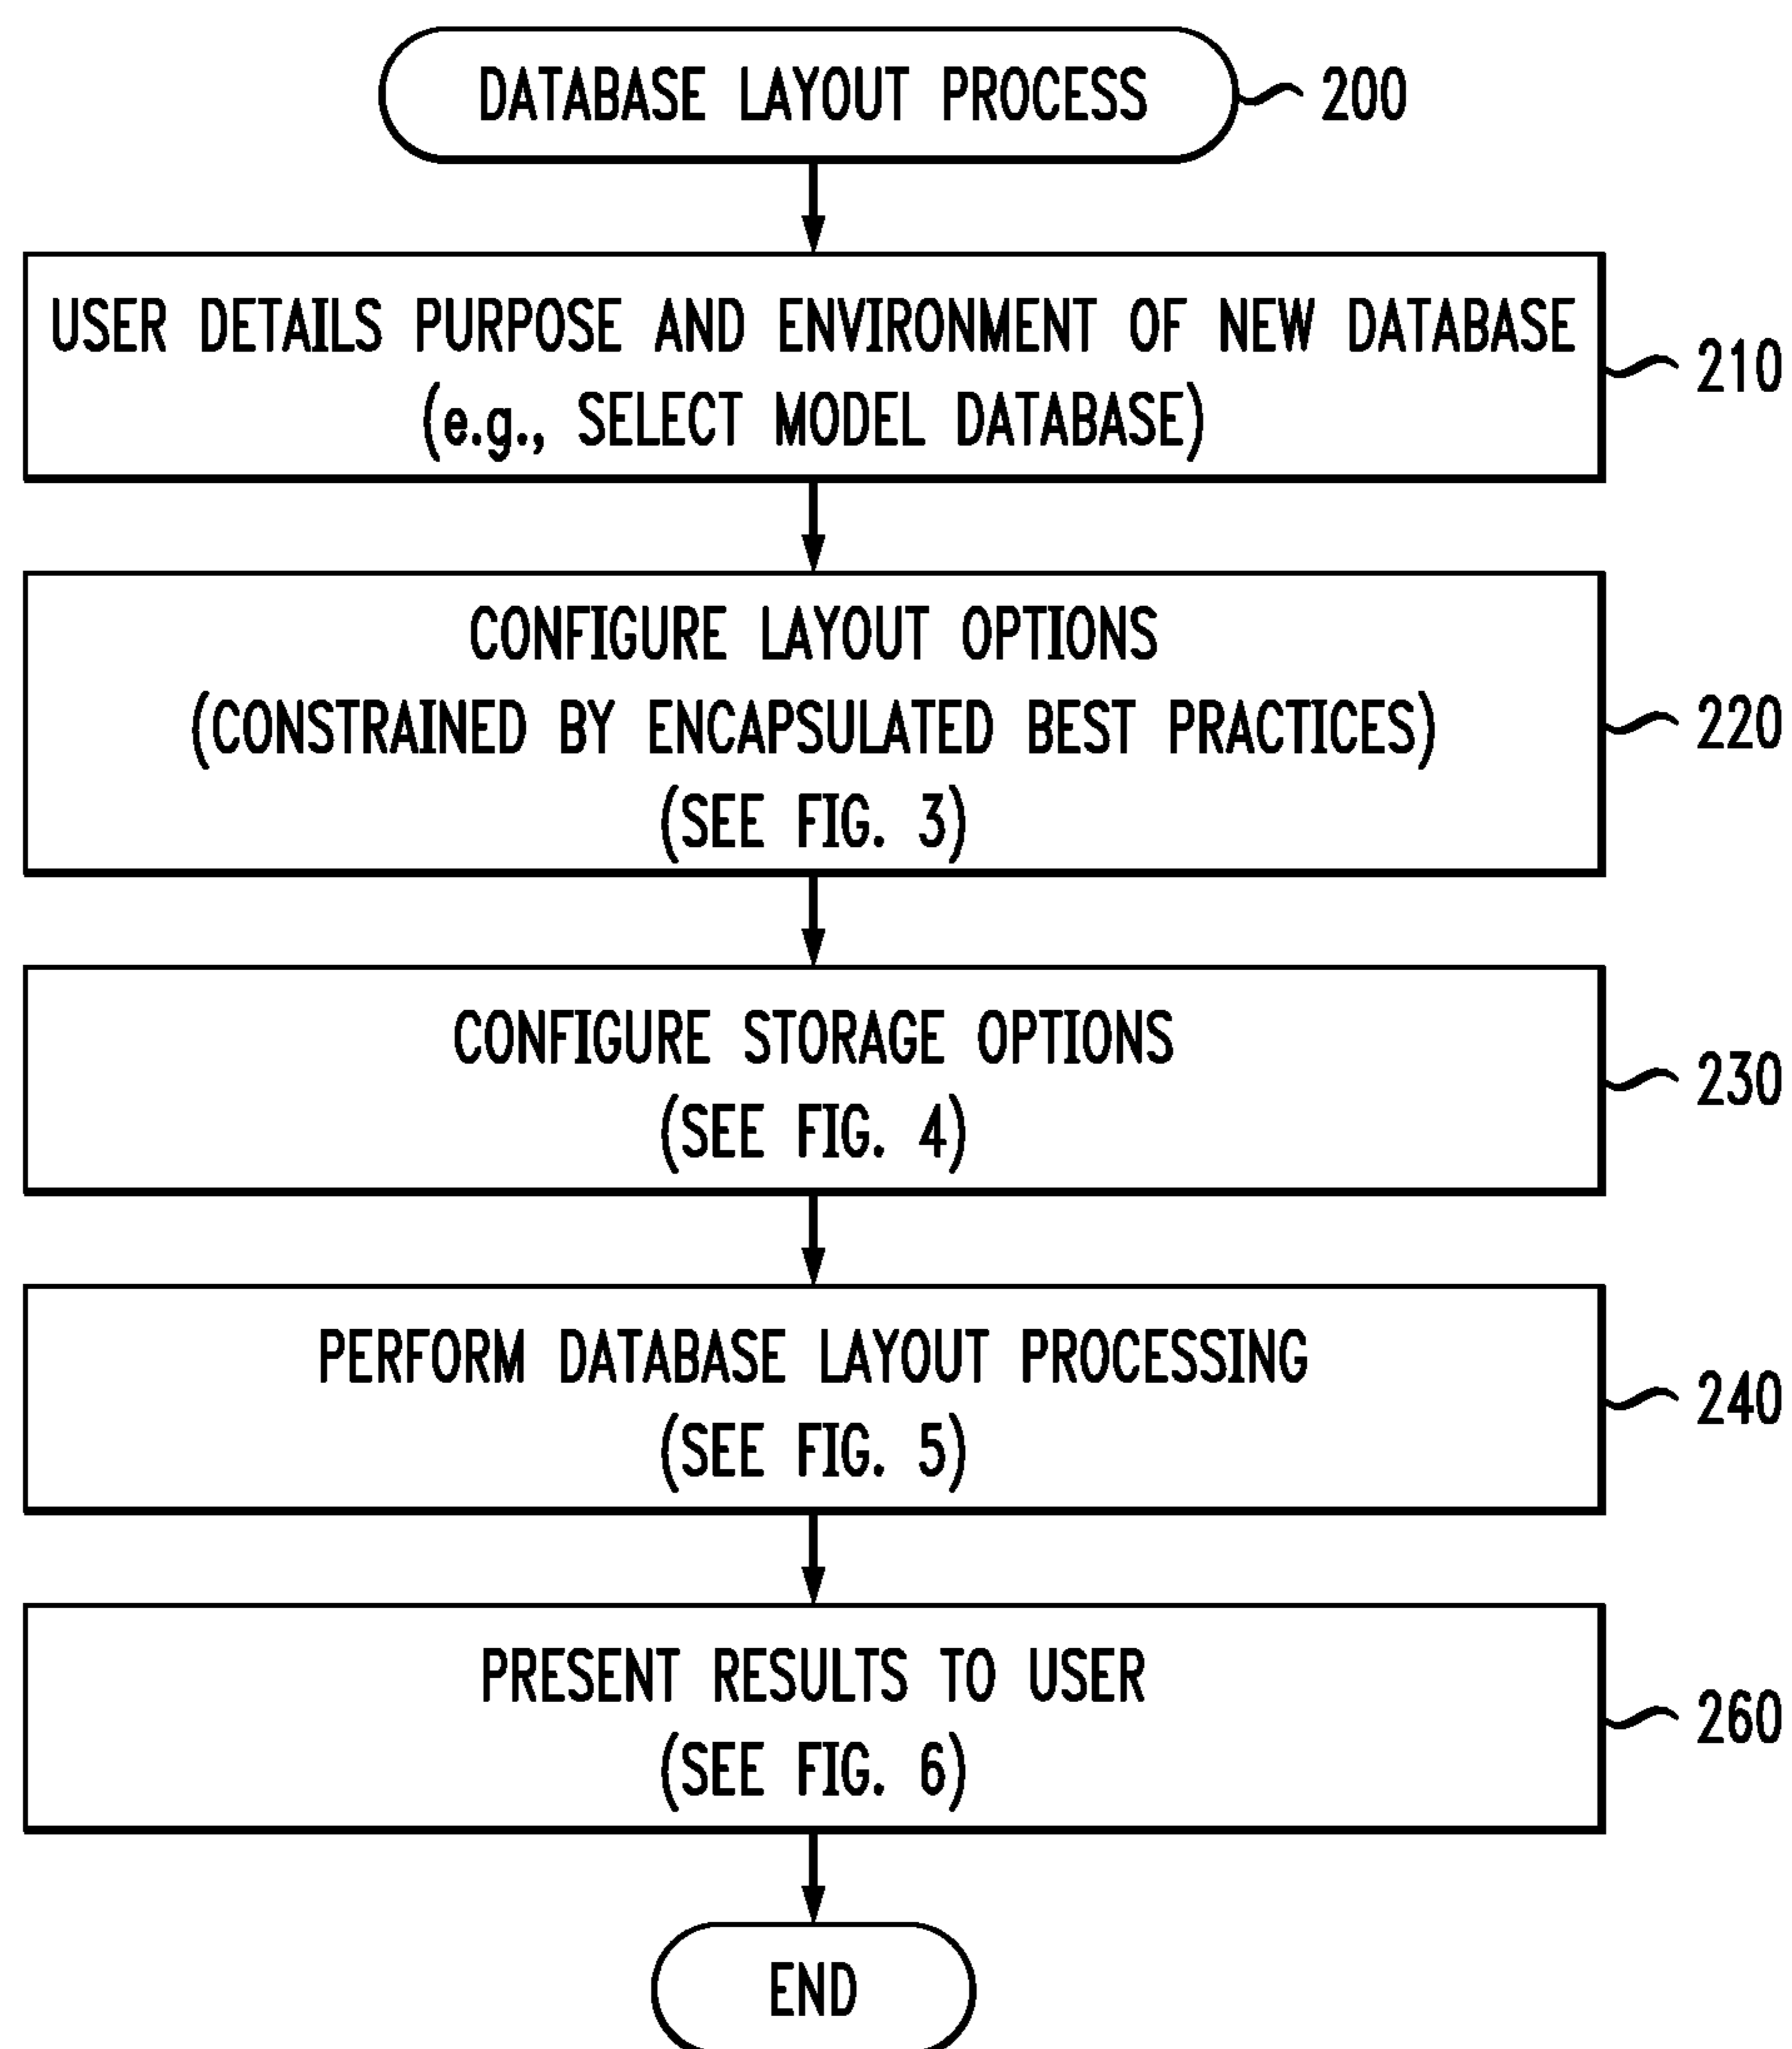 DATABASE LAYOUT PROCESS
200
USER DETAILS PURPOSE AND ENVIRONMENT OF NEW DATABASE
(e.g., SELECT MODEL DATABASE)
210
CONFIGURE LAYOUT OPTIONS
(CONSTRAINED BY ENCAPSULATED BEST PRACTICES)
(SEE FIG. 3)
220
CONFIGURE STORAGE OPTIONS
(SEE FIG. 4)
230
PERFORM DATABASE LAYOUT PROCESSING
(SEE FIG. 5)
240
PRESENT RESULTS TO USER
(SEE FIG. 6)
260
END